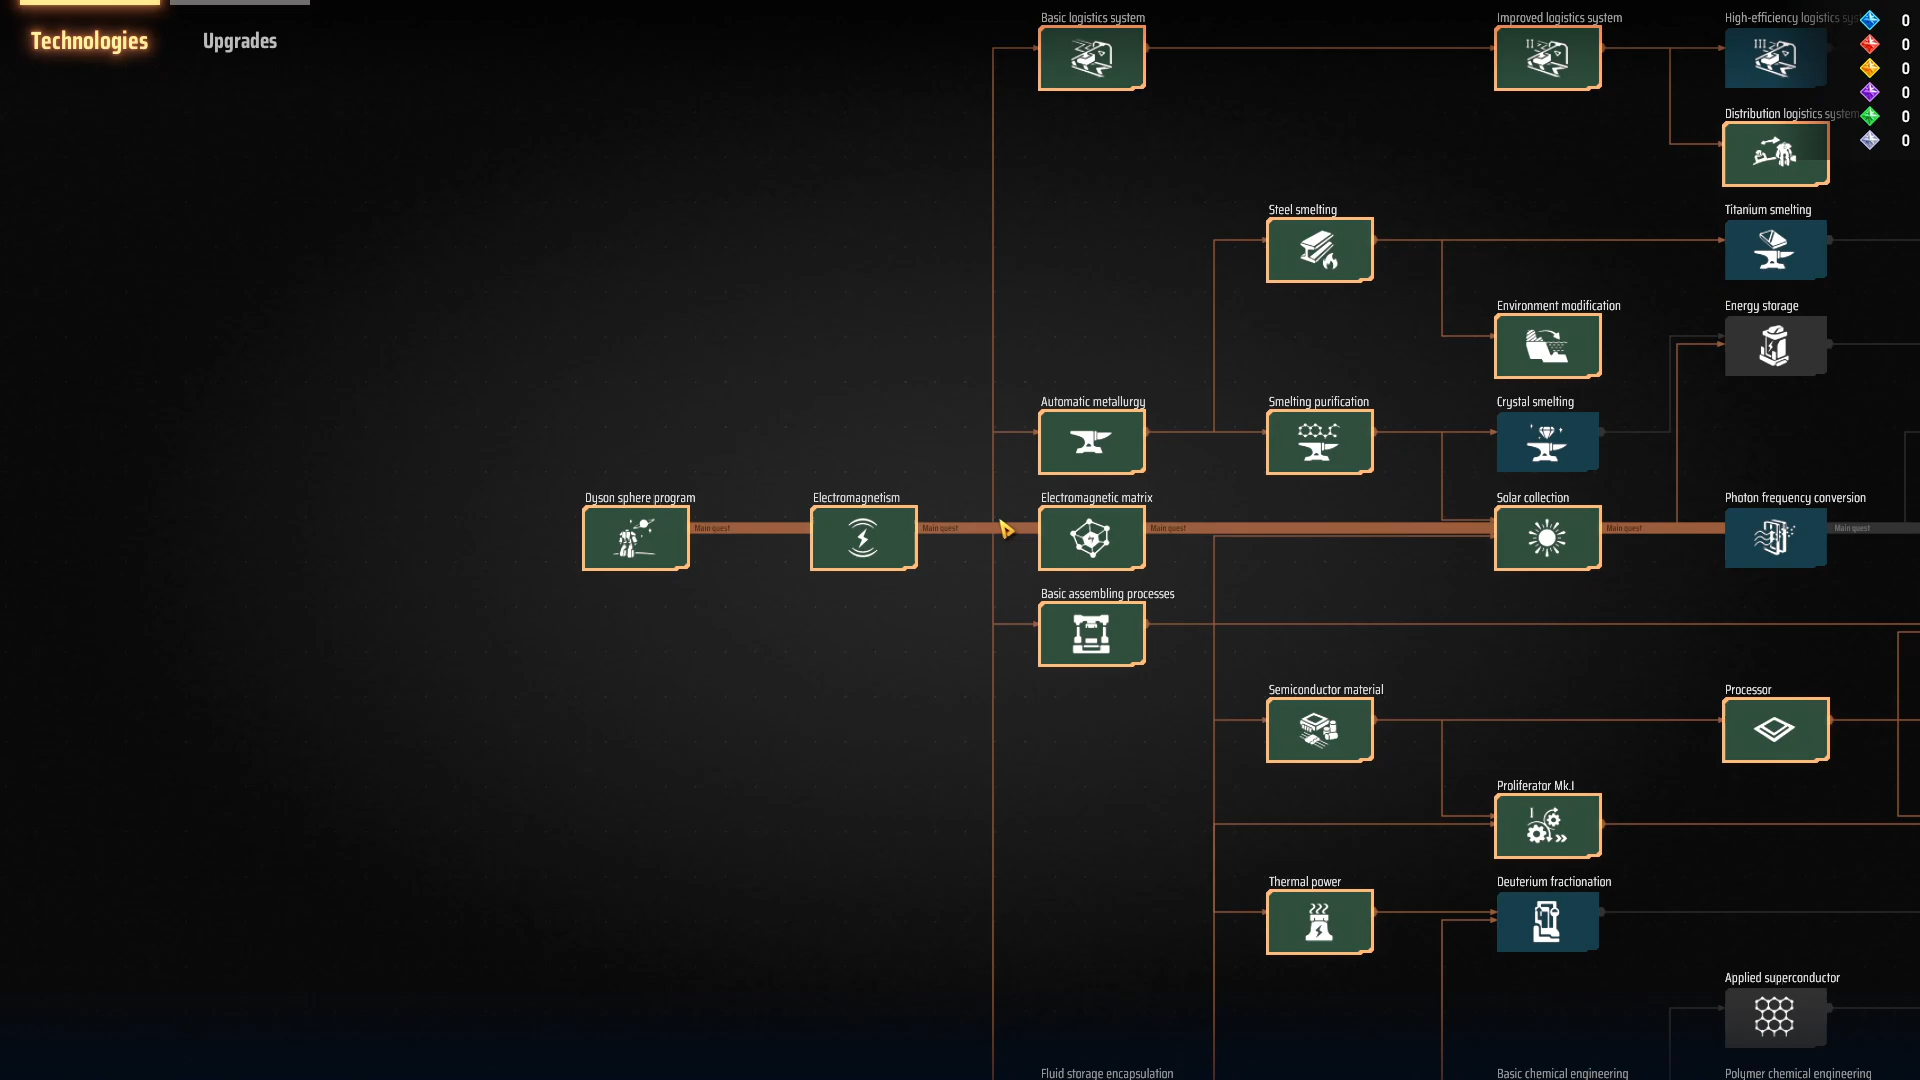 Technologies
Upgrades
Basic logistics system
Improved logistics system
High-efficiency logistics sys
0
0
0
0
0
0
Distribution logistics system
Steel smelting
Titanium smelting
Environment modification
Energy storage
Automatic metallurgy
Smelting purification
Crystal smelting
Dyson sphere program
Electromagnetism
Electromagnetic matrix
Solar collection
Photon frequency conversion
Main quest
Main quest
Main quest
Main quest
Main quest
Basic assembling processes
Semiconductor material
Processor
Proliferator Mk.I
Thermal power
Deuterium fractionation
Applied superconductor
Fluid storage encapsulation
Basic chemical engineering
Polymer chemical engineering